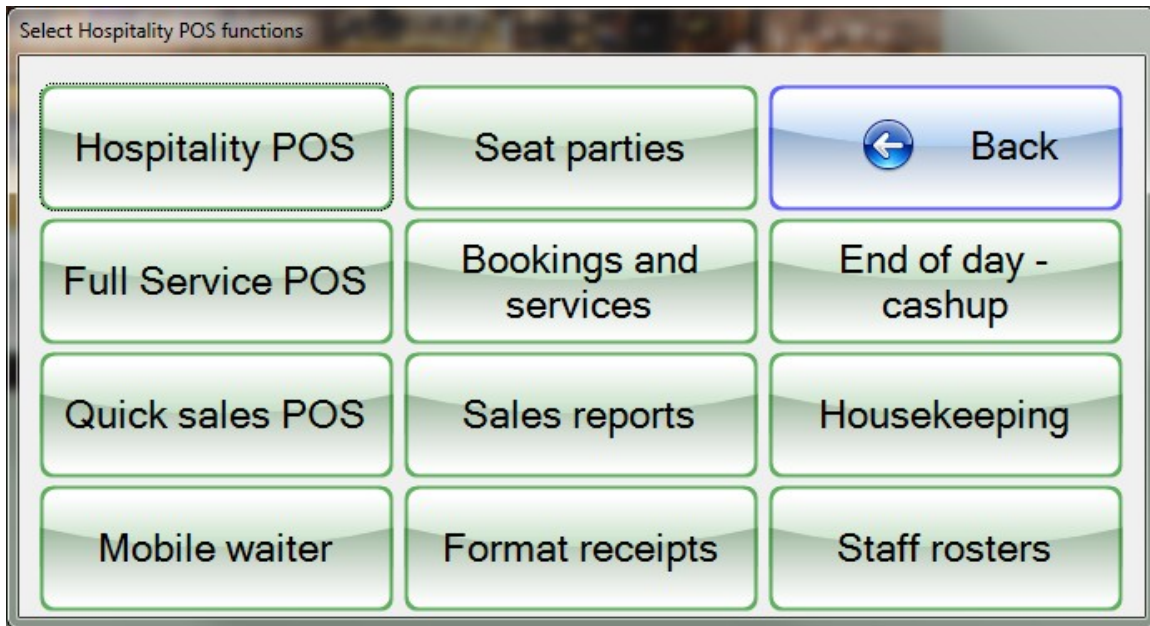 Select Hospitality POS functions
Hospitality POS
Seat parties
Back
Full Service POS
Bookings and
services
End of day -
cashup
Quick sales POS
Sales reports
Housekeeping
Mobile waiter
Format receipts
Staff rosters